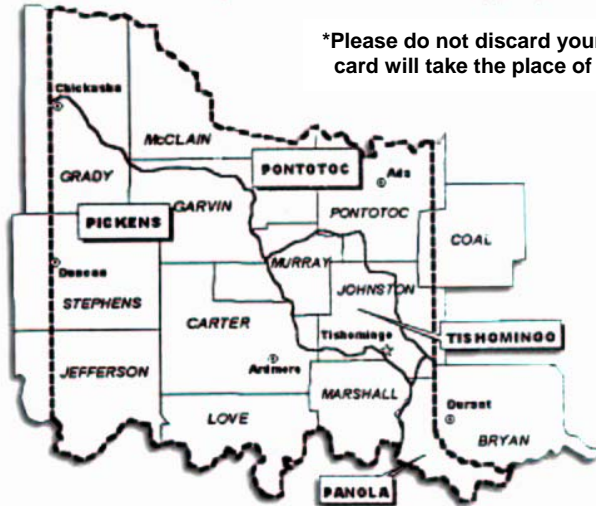 *Please do not discard your
card will take the place of
Chickasha
McCLAIN
PONTOTOC
Ada
GRADY
GARVIN
PONTOTOC
PICKENS
COAL
Duncan
MURRAY
JOHNSTON
STEPHENS
CARTER
Tishomingo
TISHOMINGO
JEFFERSON
Ardmore
MARSHALL
LOVE
Durant
BRYAN
PANOLA